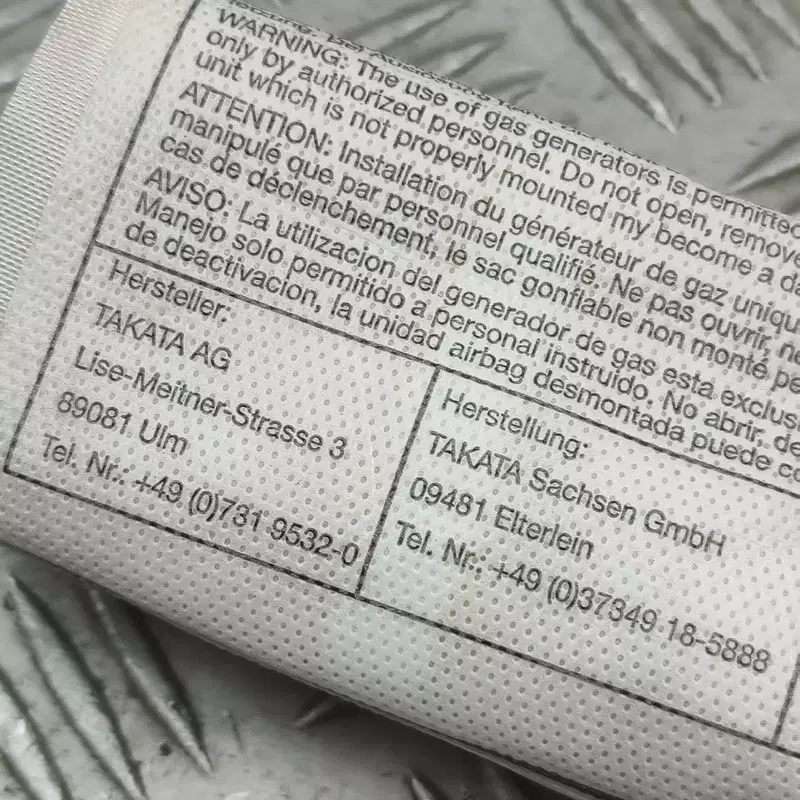 WARNING: The use of gas generators is permitted
only by authorized personnel. Do not open, remove
unit which is not properly mounted my become a da
ATTENTION: Installation du générateur de gaz uniqu
manipulé que par personnel qualifié. Ne pas ouvrir, ne
cas de déclenchement, le sac gonflable non monté pe
AVISO: La utilizacion del generador de gas esta exclusi
Manejo solo permitido a personal instruido. No abrir, de
de deactivacion, la unidad airbag desmontada puede co
Hersteller:
TAKATA AG
Lise-Meitner-Strasse 3
89081 Ulm
Tel. Nr.: +49 (0)731 9532-0
Herstellung:
TAKATA Sachsen GmbH
09481 Elterlein
Tel. Nr.: +49 (0)37349 18-5888